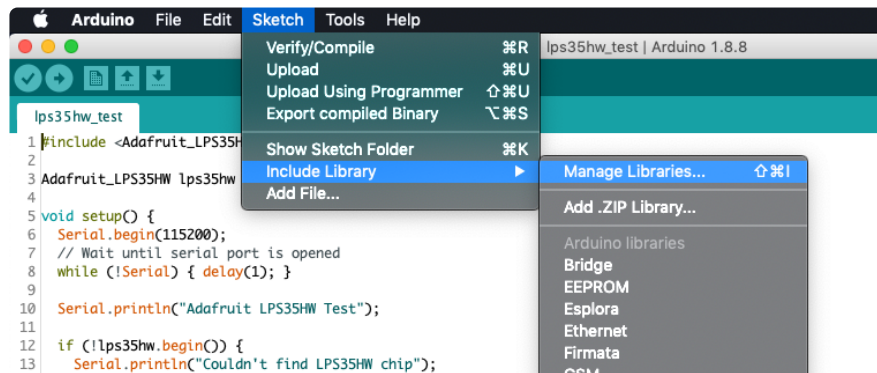 Arduino File Edit Sketch Tools Help
lps35hw_test | Arduino 1.8.8
Verify/Compile ⌘R
Upload ⌘U
Upload Using Programmer ⇧⌘U
Export compiled Binary ⌥⌘S
Show Sketch Folder ⌘K
Include Library ▶
Add File...
Manage Libraries... ⇧⌘I
Add .ZIP Library...
Arduino libraries
Bridge
EEPROM
Esplora
Ethernet
Firmata
lps35hw_test
1 #include <Adafruit_LPS35H
2
3 Adafruit_LPS35HW lps35hw
4
5 void setup() {
6 Serial.begin(115200);
7 // Wait until serial port is opened
8 while (!Serial) { delay(1); }
9
10 Serial.println("Adafruit LPS35HW Test");
11
12 if (!lps35hw.begin()) {
13 Serial.println("Couldn't find LPS35HW chip");